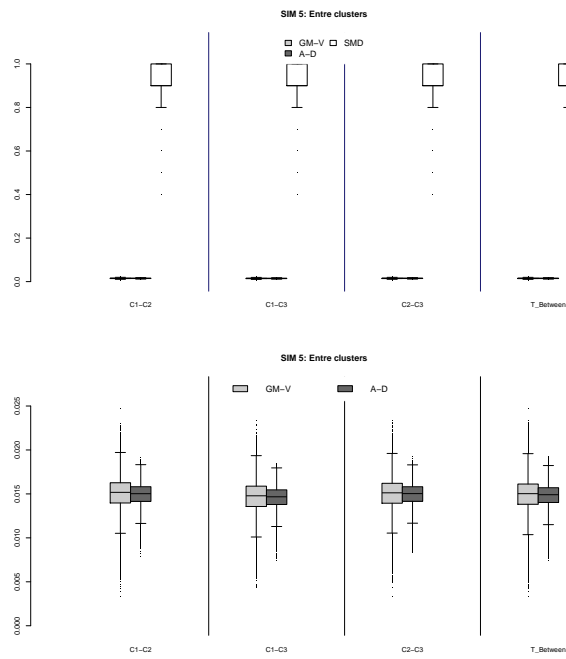 SIM 5: Entre clusters
GM−V SMD
A−D
1.0
0.8
0.6
0.4
0.2
0.0
C1−C2 C1−C3 C2−C3 T_Between
SIM 5: Entre clusters
GM−V A−D
0.025
0.020
0.015
0.010
0.005
0.000
C1−C2 C1−C3 C2−C3 T_Between